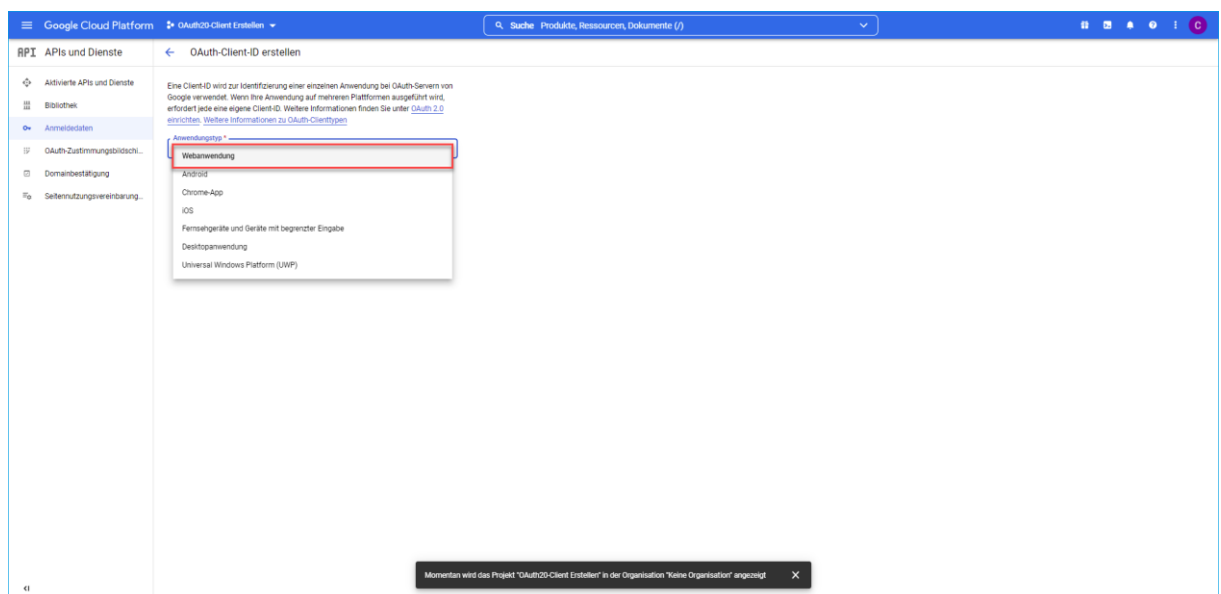 Google Cloud Platform
OAuth20-Client Erstellen
Suche Produkte, Ressourcen, Dokumente (/)
C
API APIs und Dienste
OAuth-Client-ID erstellen
Aktivierte APIs und Dienste
Bibliothek
Anmeldedaten
OAuth-Zustimmungsbildschi...
Domainbestätigung
Seitennutzungsvereinbarung...
Eine Client-ID wird zur Identifizierung einer einzelnen Anwendung bei OAuth-Servern von
Google verwendet. Wenn Ihre Anwendung auf mehreren Plattformen ausgeführt wird,
erfordert jede eine eigene Client-ID. Weitere Informationen finden Sie unter OAuth 2.0
einrichten. Weitere Informationen zu OAuth-Clienttypen
Anwendungstyp *
Webanwendung
Android
Chrome-App
iOS
Fernsehgeräte und Geräte mit begrenzter Eingabe
Desktopanwendung
Universal Windows Platform (UWP)
Momentan wird das Projekt "OAuth20-Client Erstellen" in der Organisation "Keine Organisation" angezeigt